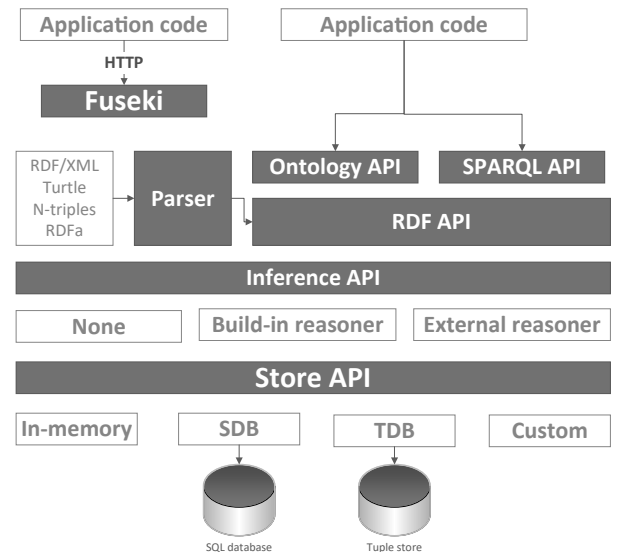 Application code
Application code
HTTP
Fuseki
Ontology API
SPARQL API
RDF/XML
Turtle
N-triples
RDFa
Parser
RDF API
Inference API
None
Build-in reasoner
External reasoner
Store API
In-memory
SDB
TDB
Custom
SQL database
Tuple store